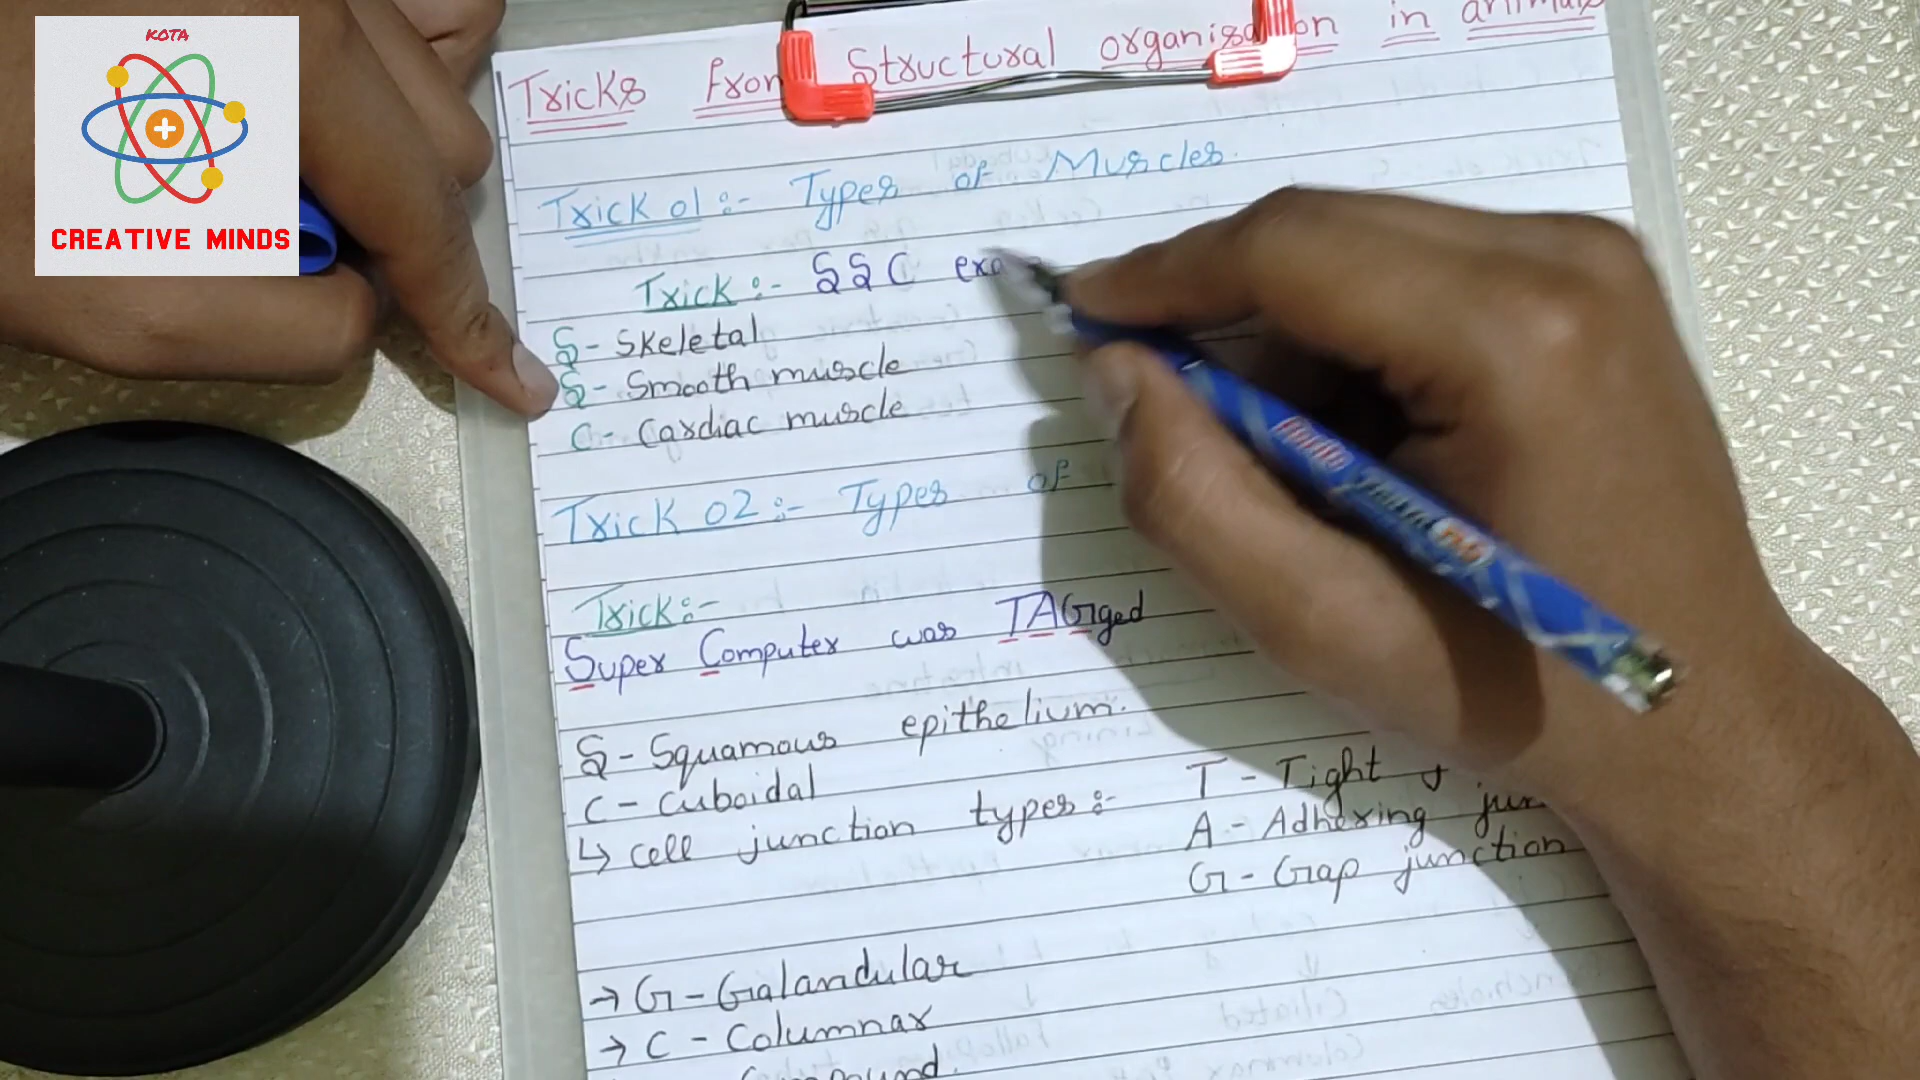 KOTA
CREATIVE MINDS
Tricks from Structural organisation in animals
Trick 01:- Types of Muscles.
Trick:- SSC
S- Skeletal
S- Smooth muscle
C- Cardiac muscle
Trick 02:- Types of
Trick:-
Super Computer was TAGged
S- Squamous epithelium.
C- Cuboidal
↳ cell junction types:-
T - Tight
A - Adhering
G - Gap junction
→ G - Galandular
→ C - Columnar